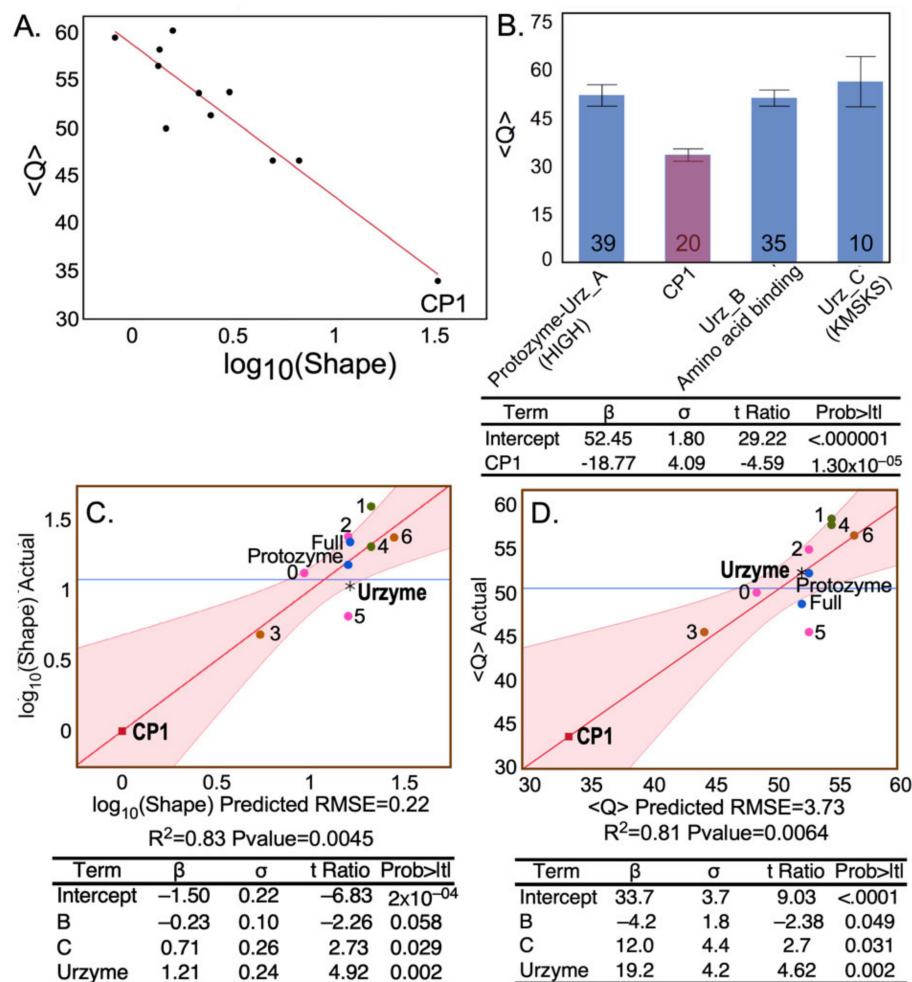 A.
60
55
50
45
40
35
30
<Q>
0
0.5
1
1.5
CP1
log10(Shape)
B.
75
60
45
30
15
0
<Q>
39
20
35
10
Protozyme-Urz_A
(HIGH)
CP1
Urz_B
Amino acid binding
Urz_C
(KMSKS)
Term β σ t Ratio Prob>ltl
Intercept 52.45 1.80 29.22 <.000001
CP1 -18.77 4.09 -4.59 1.30x10−05
C.
1.5
1
0.5
0
log10(Shape) Actual
1
2
Full
4
6
Protozyme
0
Urzyme
5
3
CP1
0
1
1.5
log10(Shape) Predicted RMSE=0.22
R2=0.83 Pvalue=0.0045
Term β σ t Ratio Prob>ltl
Intercept −1.50 0.22 −6.83 2x10−04
B −0.23 0.10 −2.26 0.058
C 0.71 0.26 2.73 0.029
Urzyme 1.21 0.24 4.92 0.002
D.
60
55
50
45
40
45
30
<Q> Actual
1
4
2
6
Urzyme
Protozyme
0
Full
3
5
CP1
30 35 40 45 50 55 60
<Q> Predicted RMSE=3.73
R2=0.81 Pvalue=0.0064
Term β σ t Ratio Prob>ltl
Intercept 33.7 3.7 9.03 <.0001
B −4.2 1.8 −2.38 0.049
C 12.0 4.4 2.7 0.031
Urzyme 19.2 4.2 4.62 0.002